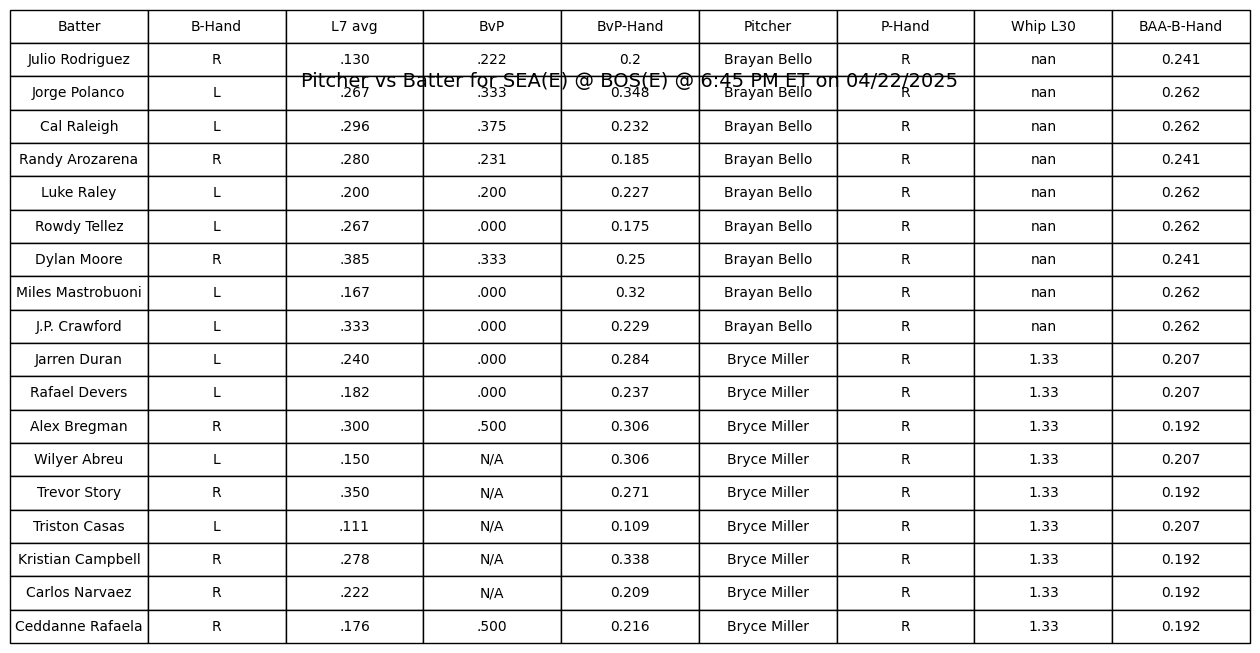 Batter B-Hand L7 avg BvP BvP-Hand Pitcher P-Hand Whip L30 BAA-B-Hand
Julio Rodriguez R .130 .222 0.2 Brayan Bello R nan 0.241
Pitcher vs Batter for SEA(E) @ BOS(E) @ 6:45 PM ET on 04/22/2025
Jorge Polanco L .267 .333 0.348 Brayan Bello R nan 0.262
Cal Raleigh L .296 .375 0.232 Brayan Bello R nan 0.262
Randy Arozarena R .280 .231 0.185 Brayan Bello R nan 0.241
Luke Raley L .200 .200 0.227 Brayan Bello R nan 0.262
Rowdy Tellez L .267 .000 0.175 Brayan Bello R nan 0.262
Dylan Moore R .385 .333 0.25 Brayan Bello R nan 0.241
Miles Mastrobuoni L .167 .000 0.32 Brayan Bello R nan 0.262
J.P. Crawford L .333 .000 0.229 Brayan Bello R nan 0.262
Jarren Duran L .240 .000 0.284 Bryce Miller R 1.33 0.207
Rafael Devers L .182 .000 0.237 Bryce Miller R 1.33 0.207
Alex Bregman R .300 .500 0.306 Bryce Miller R 1.33 0.192
Wilyer Abreu L .150 N/A 0.306 Bryce Miller R 1.33 0.207
Trevor Story R .350 N/A 0.271 Bryce Miller R 1.33 0.192
Triston Casas L .111 N/A 0.109 Bryce Miller R 1.33 0.207
Kristian Campbell R .278 N/A 0.338 Bryce Miller R 1.33 0.192
Carlos Narvaez R .222 N/A 0.209 Bryce Miller R 1.33 0.192
Ceddanne Rafaela R .176 .500 0.216 Bryce Miller R 1.33 0.192